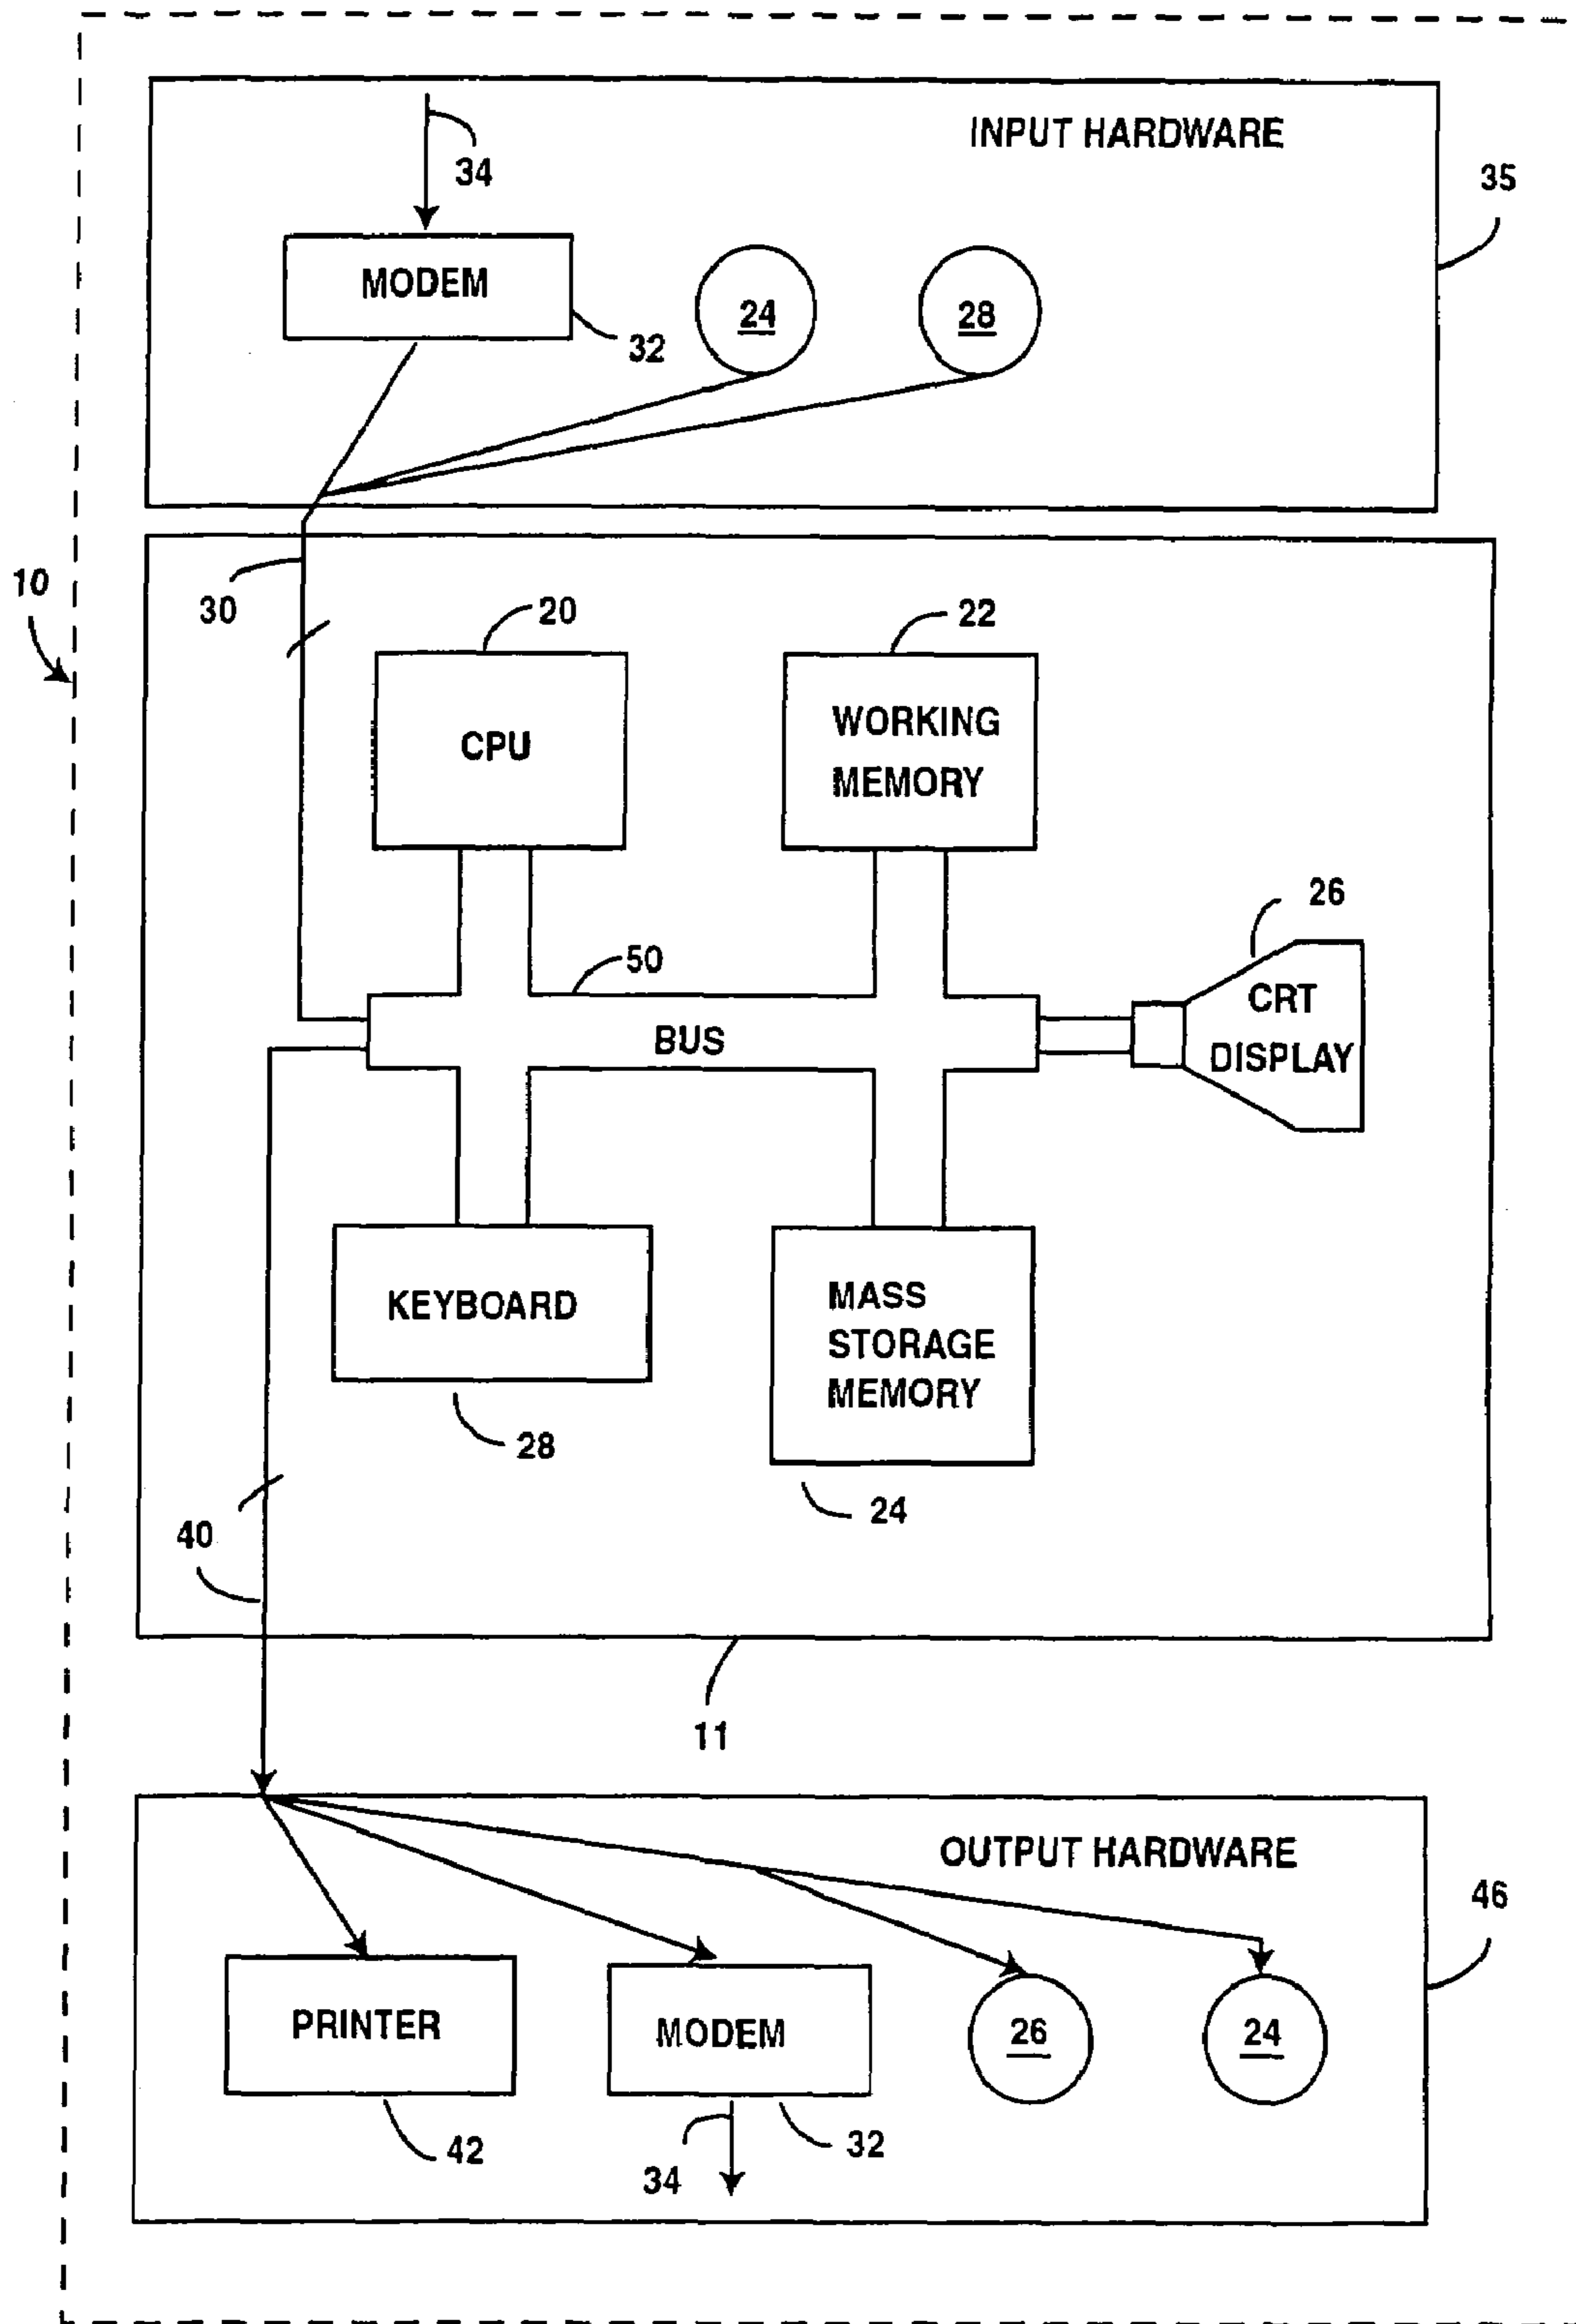 INPUT HARDWARE
34
35
MODEM
24
28
32
10
30
20
22
CPU
WORKING
MEMORY
26
50
CRT
BUS
DISPLAY
KEYBOARD
MASS
STORAGE
MEMORY
28
24
40
11
OUTPUT HARDWARE
46
PRINTER
MODEM
26
24
42
32
34